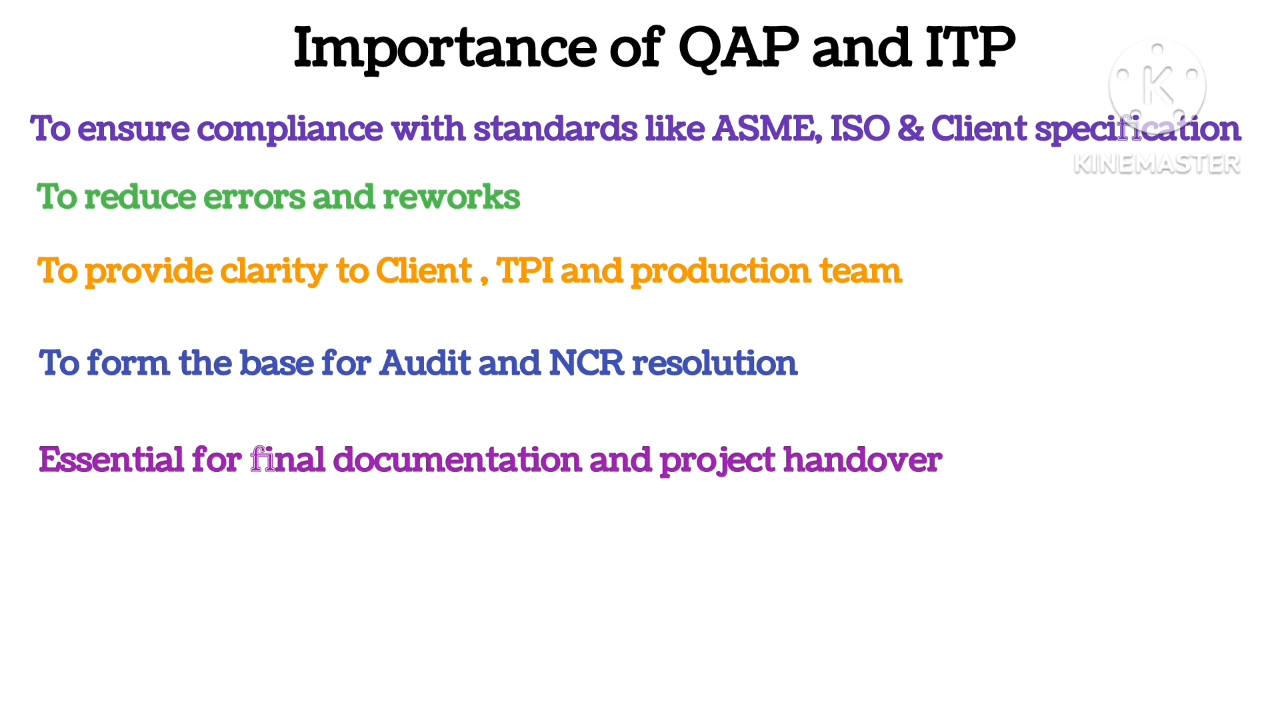 Importance of QAP and ITP
To ensure compliance with standards like ASME, ISO & Client specification
KINEMASTER
To reduce errors and reworks
To provide clarity to Client , TPI and production team
To form the base for Audit and NCR resolution
Essential for final documentation and project handover